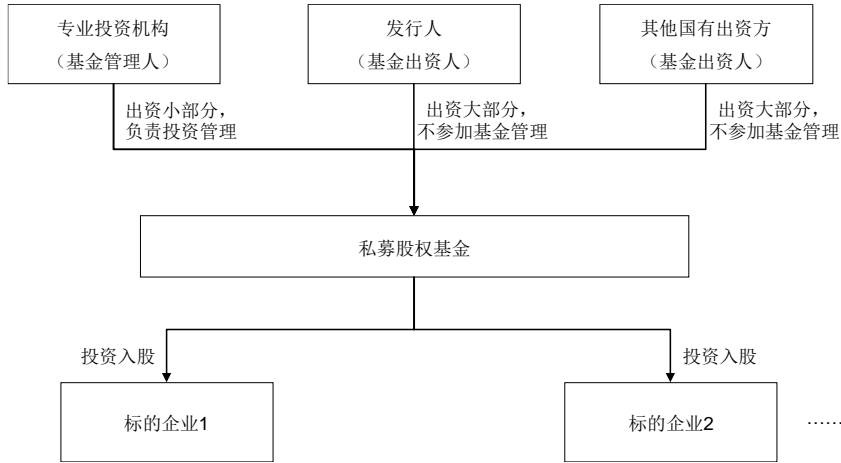 专业投资机构
（基金管理人）
发行人
（基金出资人）
其他国有出资方
（基金出资人）
出资小部分，
负责投资管理
出资大部分，
不参加基金管理
出资大部分，
不参加基金管理
私募股权基金
投资入股
投资入股
标的企业1
标的企业2
……